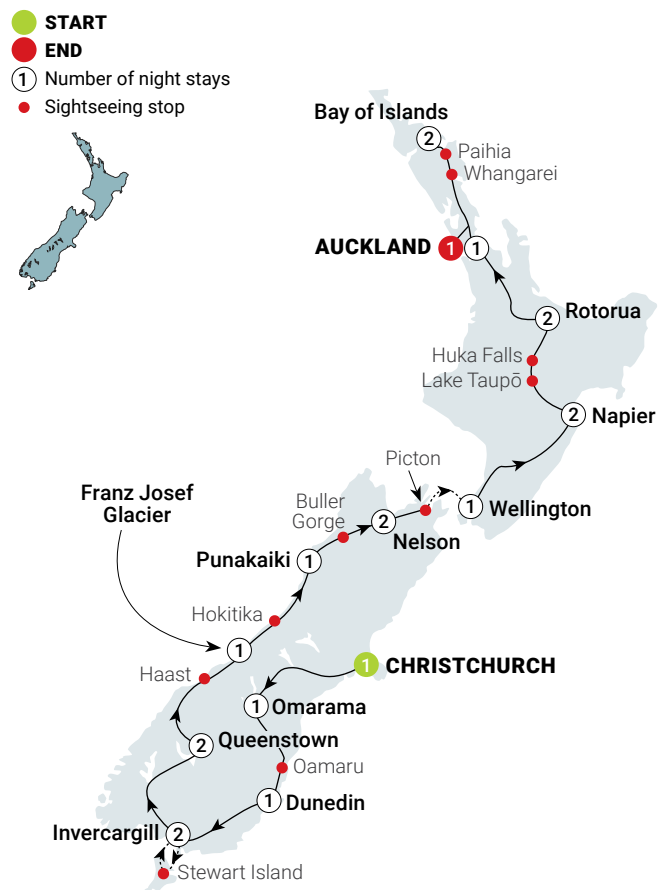 START
END
1 Number of night stays
Sightseeing stop
Bay of Islands
2
Paihia
Whangarei
AUCKLAND 1 1
2 Rotorua
Huka Falls
Lake Taupō
2 Napier
Picton
1 Wellington
Franz Josef
Glacier
Buller
Gorge
2
Nelson
Punakaiki 1
Hokitika
1
Haast
1 CHRISTCHURCH
1 Omarama
2 Queenstown
Oamaru
1 Dunedin
Invercargill 2
Stewart Island